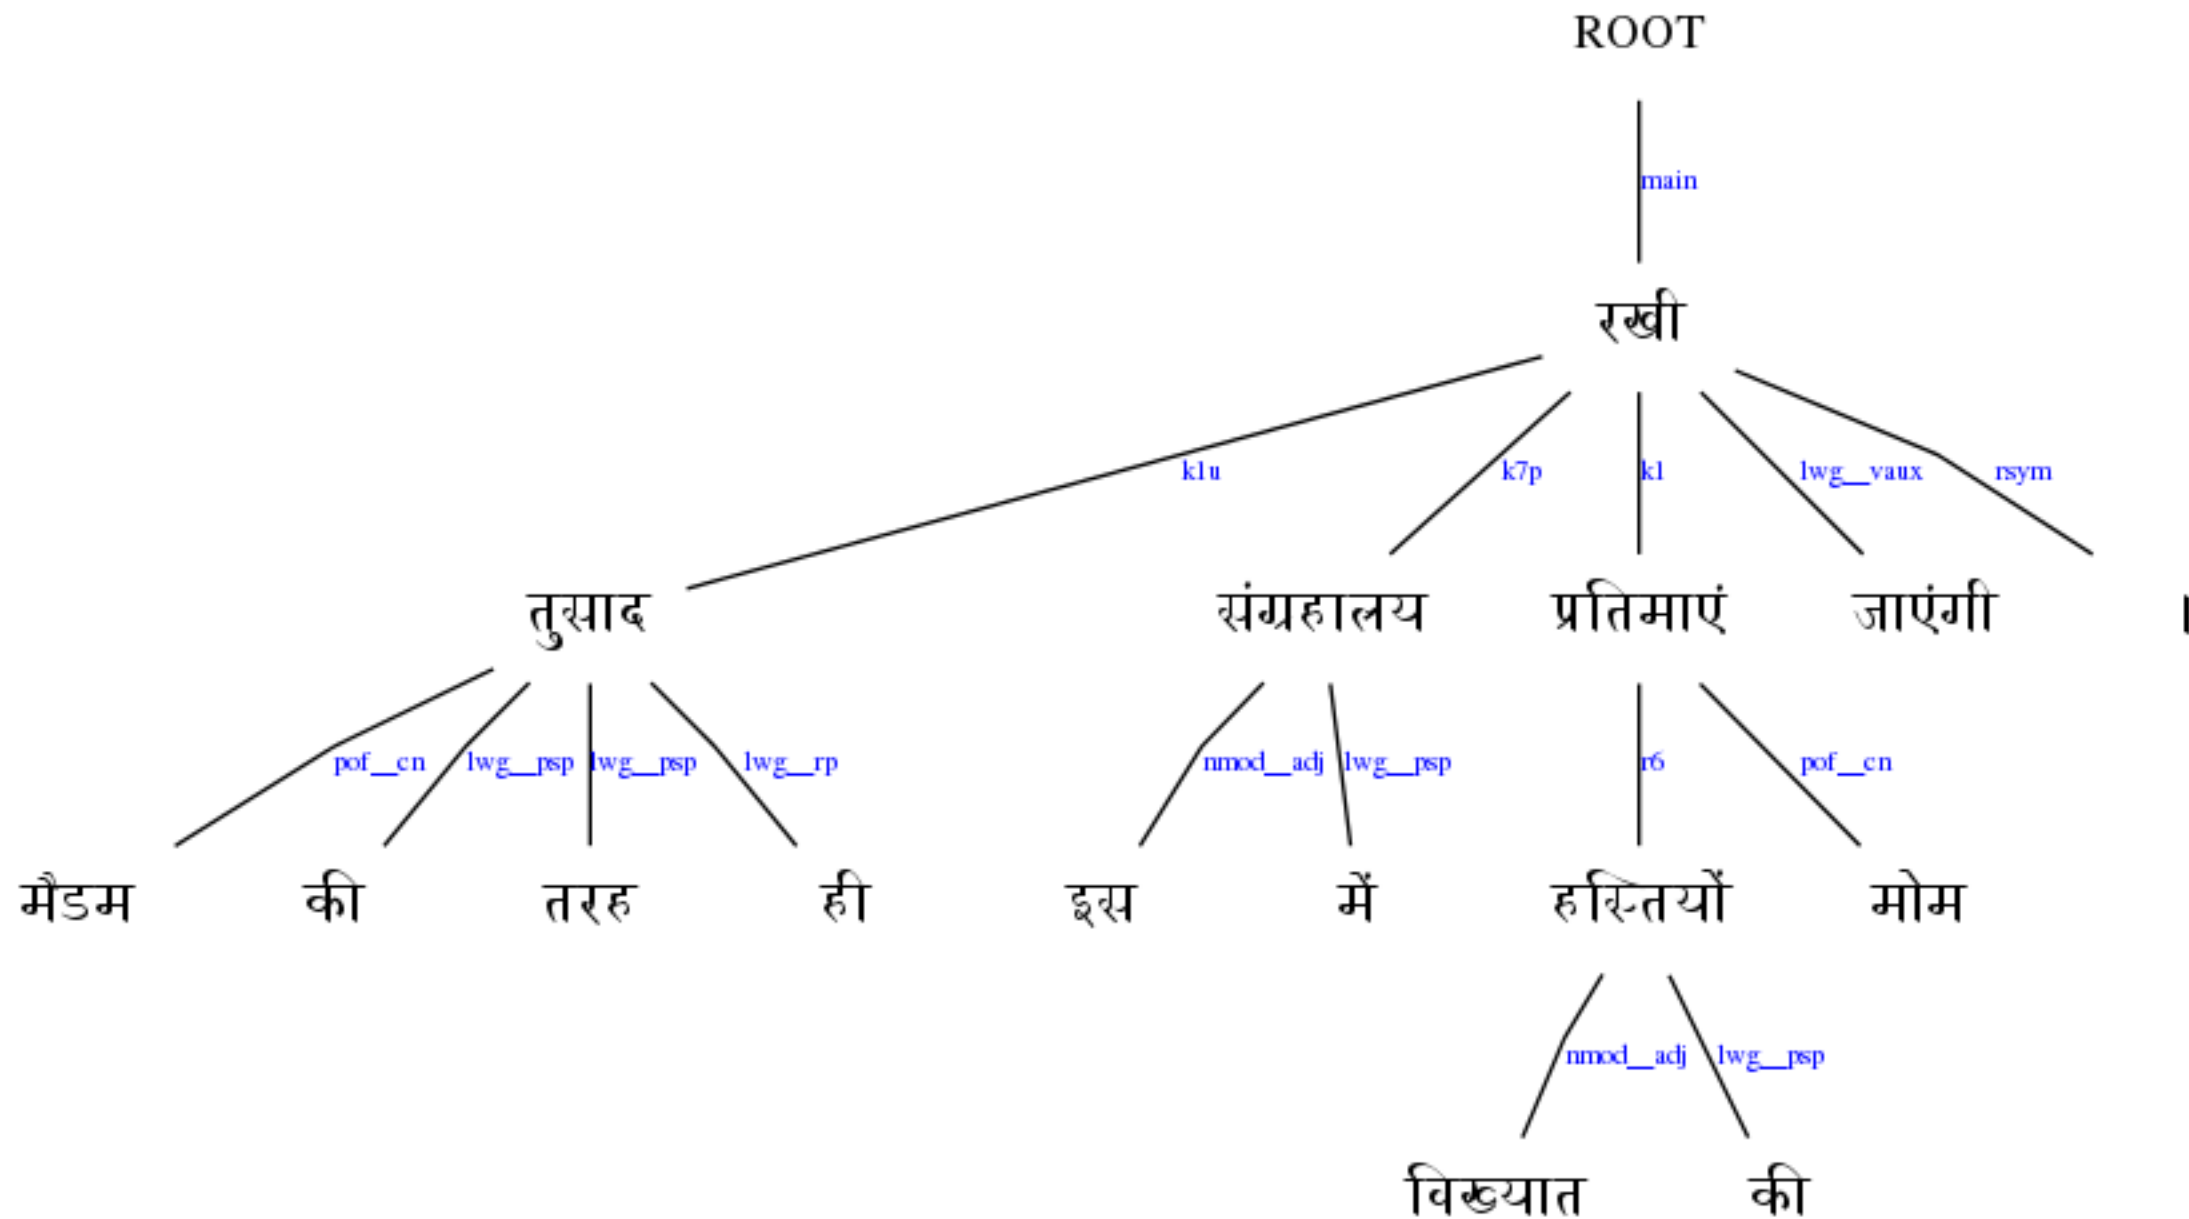 ROOT
main
रखी
k1u k7p k1 lwg__vaux rsym
तुसाद संग्रहालय प्रतिमाएं जाएंगी ।
pof__cn lwg__psp lwg__psp lwg__rp nmod__adj lwg__psp r6 pof__cn
मैडम की तरह ही इस में हस्तियों मोम
nmod__adj lwg__psp
विख्यात की